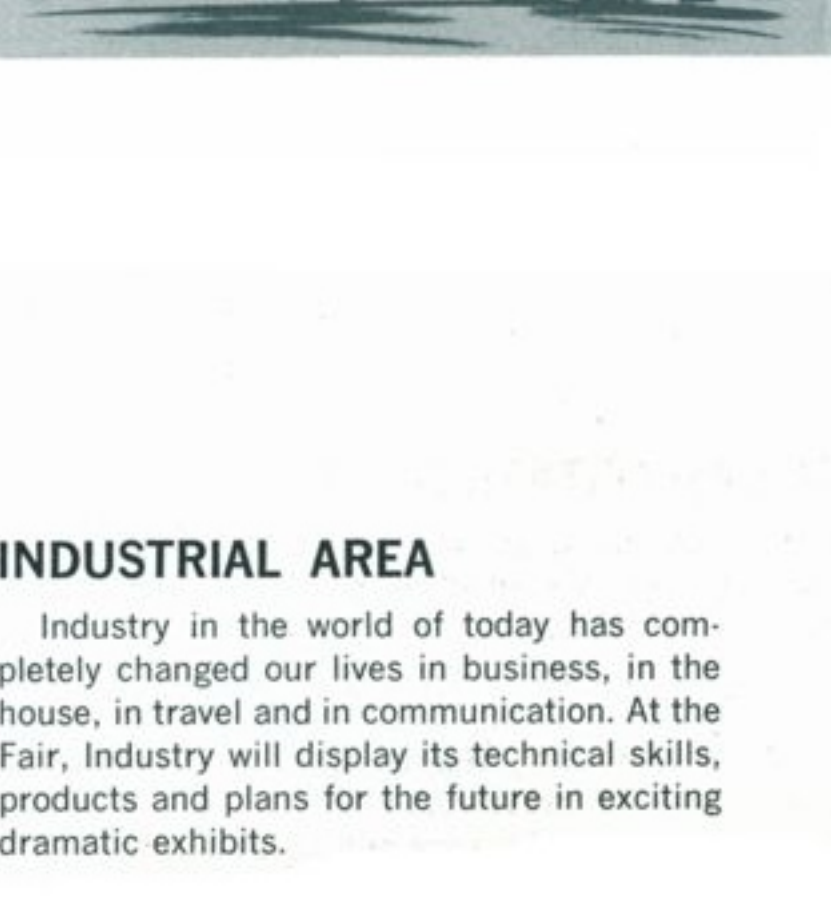 INDUSTRIAL AREA
Industry in the world of today has com-
pletely changed our lives in business, in the
house, in travel and in communication. At the
Fair, Industry will display its technical skills,
products and plans for the future in exciting
dramatic exhibits.